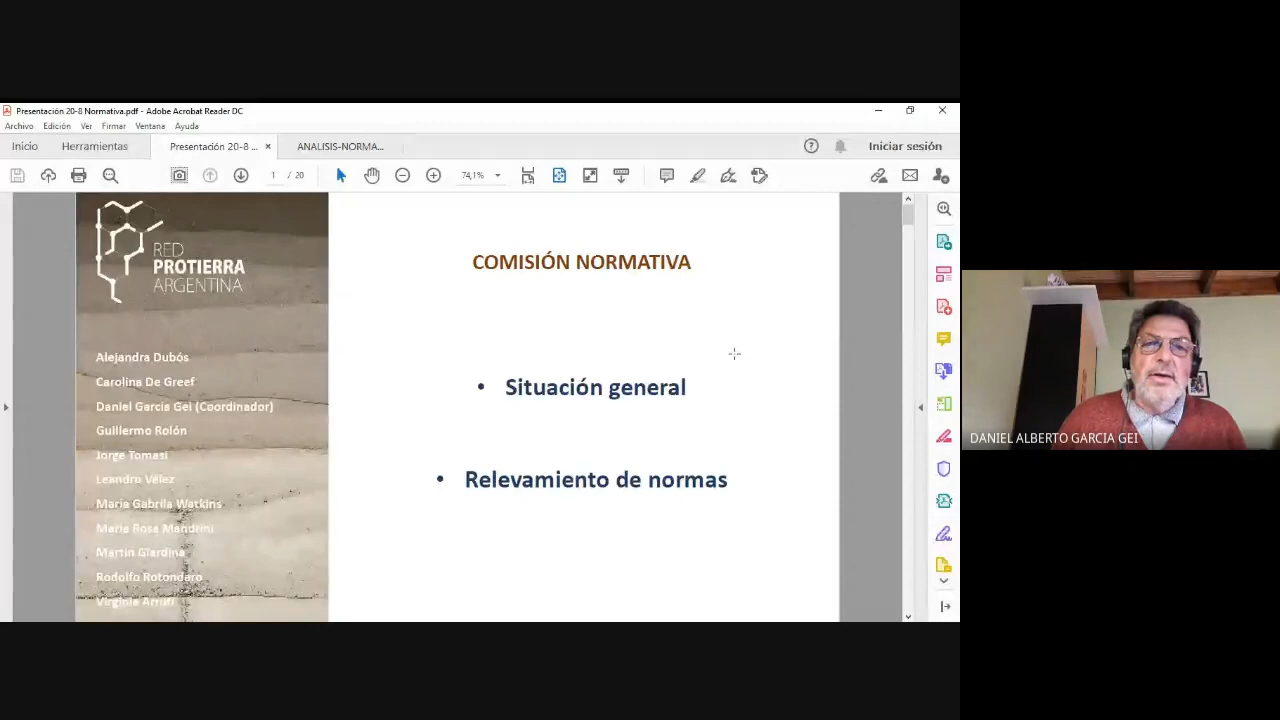 Presentación 20-8 Normativa.pdf - Adobe Acrobat Reader DC
Archivo Edición Ver Firmar Ventana Ayuda
Inicio Herramientas Presentación 20-8 ... × ANALISIS-NORMA... Iniciar sesión
1 / 20 74,1%
RED
PROTIERRA
ARGENTINA
COMISIÓN NORMATIVA
Alejandra Dubós
Carolina De Greef
Daniel García Gei (Coordinador)
Guillermo Rolón
Jorge Tomasi
Leandro Vélez
María Gabrila Watkins
María Rosa Mandrini
Martín Giardina
Rodolfo Rotondaro
Virginia Arrufi
• Situación general
• Relevamiento de normas
DANIEL ALBERTO GARCIA GEI